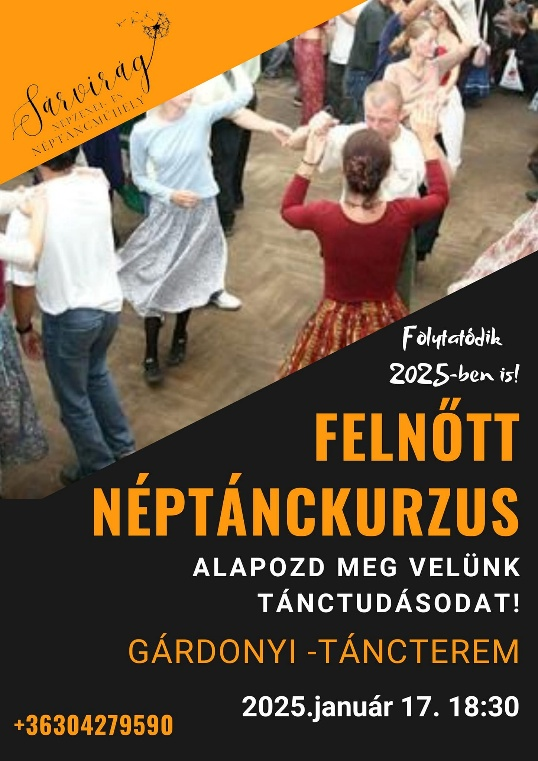 Sárvirág
NÉPZENE ÉS
NÉPTÁNCMŰHELY
Folytatódik
2025-ben is!
FELNŐTT
NÉPTÁNCKURZUS
ALAPOZD MEG VELÜNK
TÁNCTUDÁSODAT!
GÁRDONYI -TÁNCTEREM
2025.január 17. 18:30
+36304279590